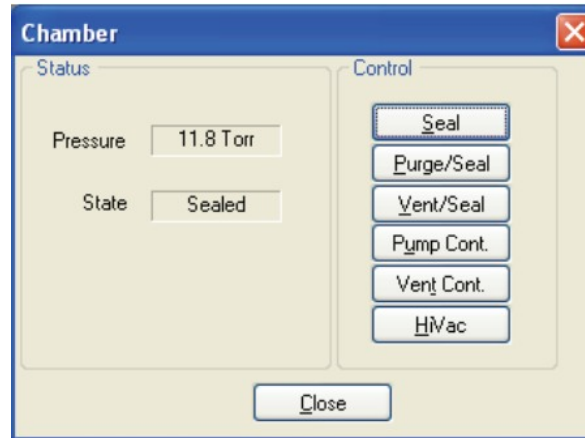 Chamber
Status
Pressure 11.8 Torr
State Sealed
Control
Seal
Purge/Seal
Vent/Seal
Pump Cont.
Vent Cont.
HiVac
Close